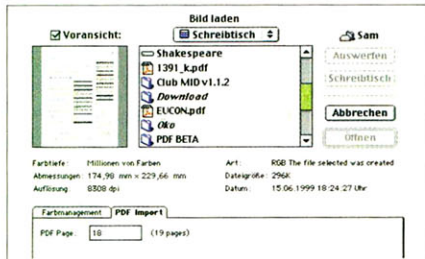 Bild laden
Voransicht:
Schreibtisch
Sam
Shakespeare
1391_k.pdf
Club MID v1.1.2
Download
EUCON.pdf
Öko
PDF BETA
Auswerfen
Schreibtisch
Abbrechen
Öffnen
Farbtiefe: Millionen von Farben Art: RGB The file selected was created
Abmessungen: 174,98 mm × 229,66 mm Dateigröße: 296K
Auflösung: 8308 dpi Datum: 15.06.1999 18:24:27 Uhr
Farbmanagement PDF Import
PDF Page: 18 (19 pages)